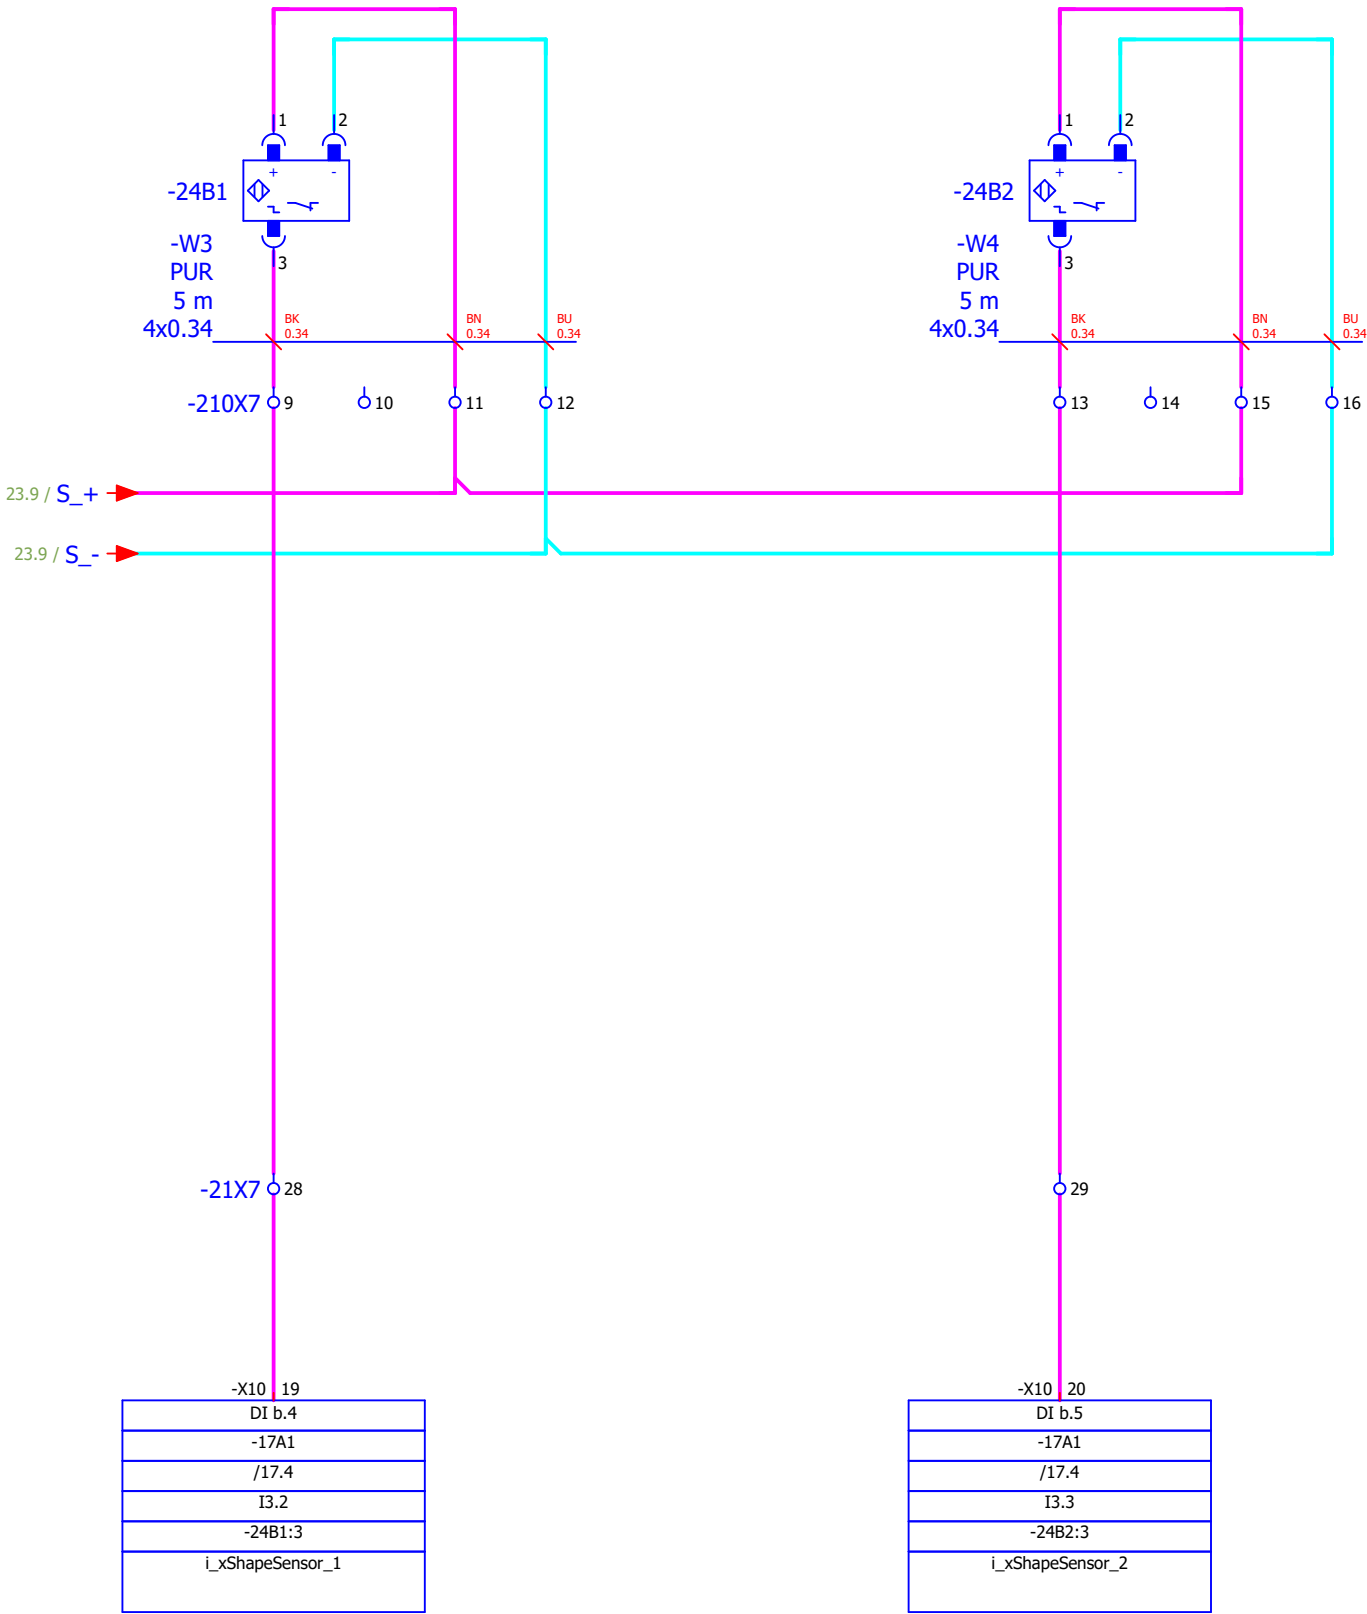 1 2
1 2
+ -
+ -
-24B1
-24B2
-W3
PUR
5 m
4x0.34
3
-W4
PUR
5 m
4x0.34
3
BK
0.34
BN
0.34
BU
0.34
BK
0.34
BN
0.34
BU
0.34
-210X7 9 10 11 12 13 14 15 16
23.9 / S_+
23.9 / S_-
-21X7 28 29
-X10 19
DI b.4
-17A1
/17.4
I3.2
-24B1:3
i_xShapeSensor_1
-X10 20
DI b.5
-17A1
/17.4
I3.3
-24B2:3
i_xShapeSensor_2